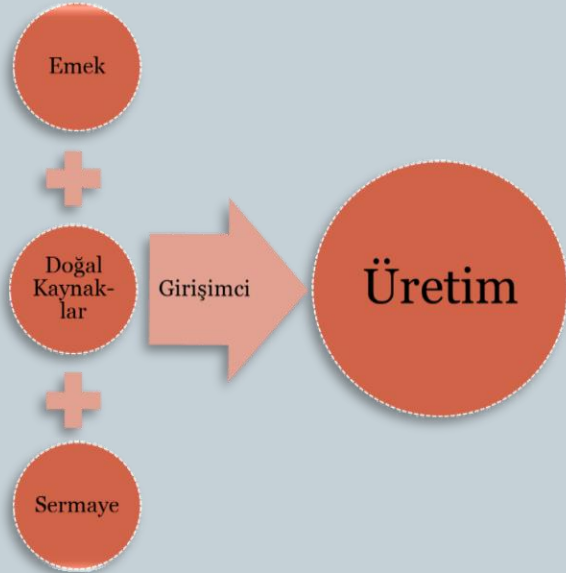 Emek
Doğal
Kaynak-
lar
Sermaye
Girişimci
Üretim